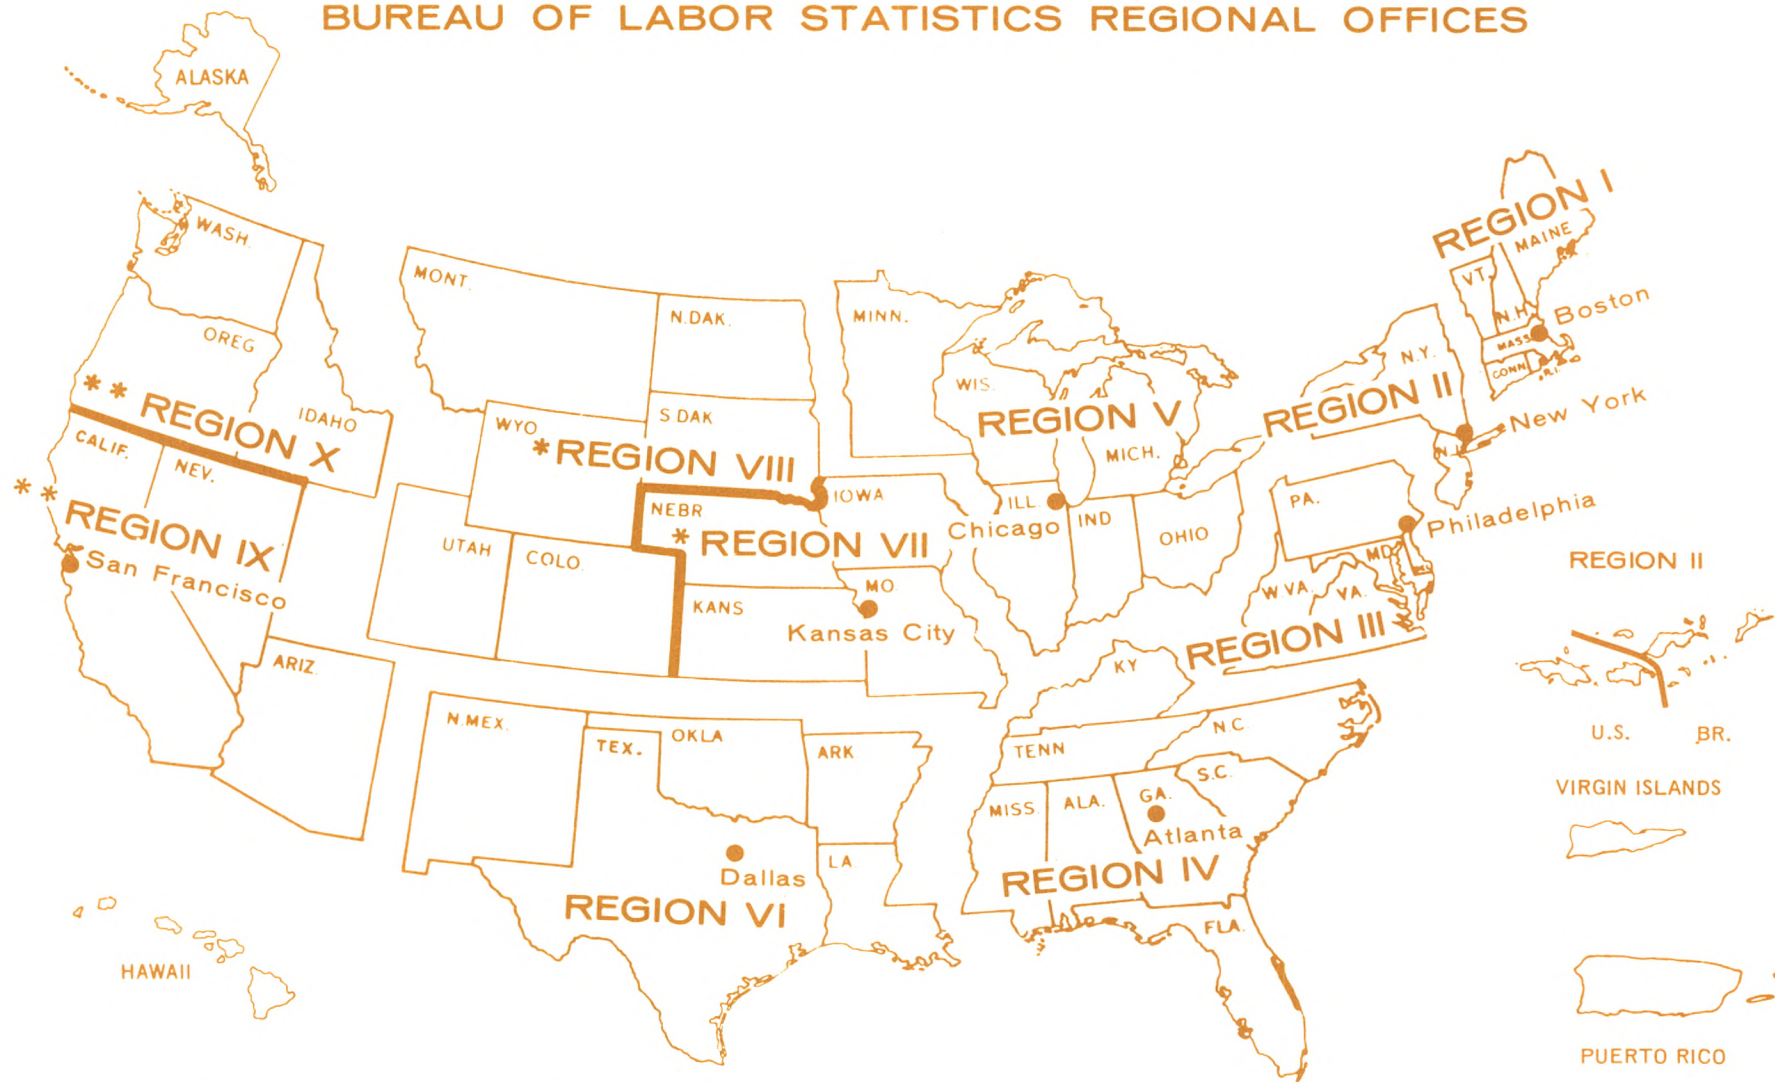 BUREAU OF LABOR STATISTICS REGIONAL OFFICES
ALASKA
WASH.
OREG
IDAHO
** REGION X
MONT.
N.DAK.
S DAK
WYO
*REGION VIII
UTAH
COLO.
CALIF.
NEV.
** REGION IX
San Francisco
ARIZ.
HAWAII
NEBR
IOWA
* REGION VII
KANS
MO
Kansas City
MINN.
WIS.
REGION V
MICH.
ILL.
Chicago
IND
OHIO
REGION I
MAINE
VT.
N.H.
MASS
CONN
R.I.
Boston
N.Y.
REGION II
New York
N.J.
PA.
Philadelphia
MD
W.VA.
VA.
REGION III
KY
TENN
N.C
S.C.
MISS.
ALA.
GA.
Atlanta
REGION IV
FLA.
N.MEX.
TEX.
OKLA
ARK
LA
Dallas
REGION VI
REGION II
U.S. BR.
VIRGIN ISLANDS
PUERTO RICO